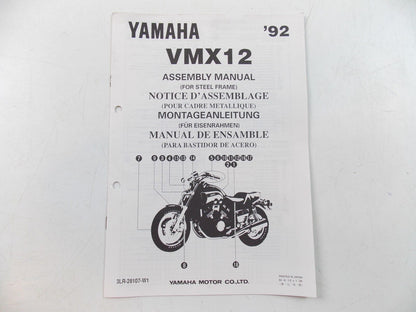 YAMAHA '92
VMX12
ASSEMBLY MANUAL
(FOR STEEL FRAME)
NOTICE D'ASSEMBLAGE
(POUR CADRE METALLIQUE)
MONTAGEANLEITUNG
(FÜR EISENRAHMEN)
MANUAL DE ENSAMBLE
(PARA BASTIDOR DE ACERO)
3LR-28107-W1
YAMAHA MOTOR CO.,LTD.